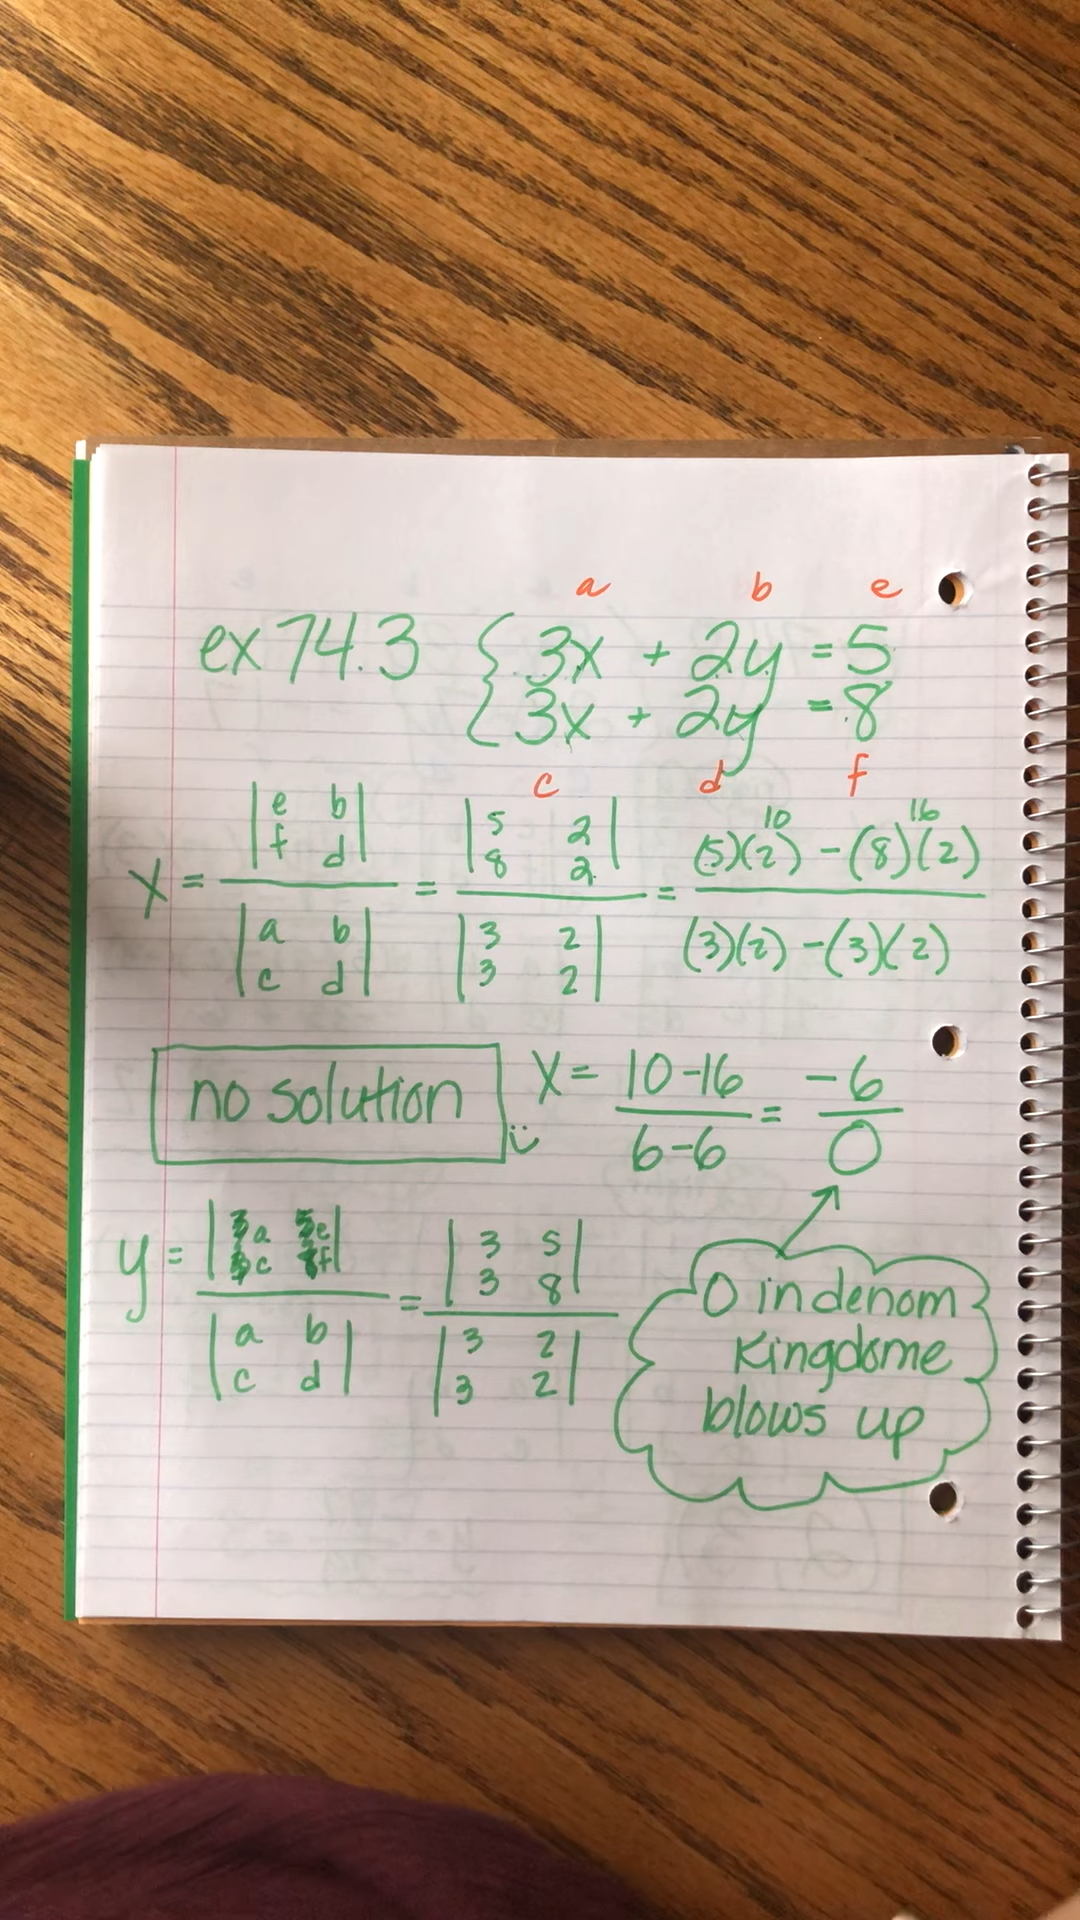 a b e
ex 74.3 { 3x + 2y = 5
3x + 2y = 8
c d f
x = |e b| |f d| / |a b| |c d| = |5 2| |8 2| / |3 2| |3 2| = (5)(2) 10 - (8)(2) 16 / (3)(2) - (3)(2)
no solution x = 10-16 / 6-6 = -6 / 0
y = |a e| |c f| / |a b| |c d| = |3 5| |3 8| / |3 2| |3 2|
0 in denom
Kingdome
blows up